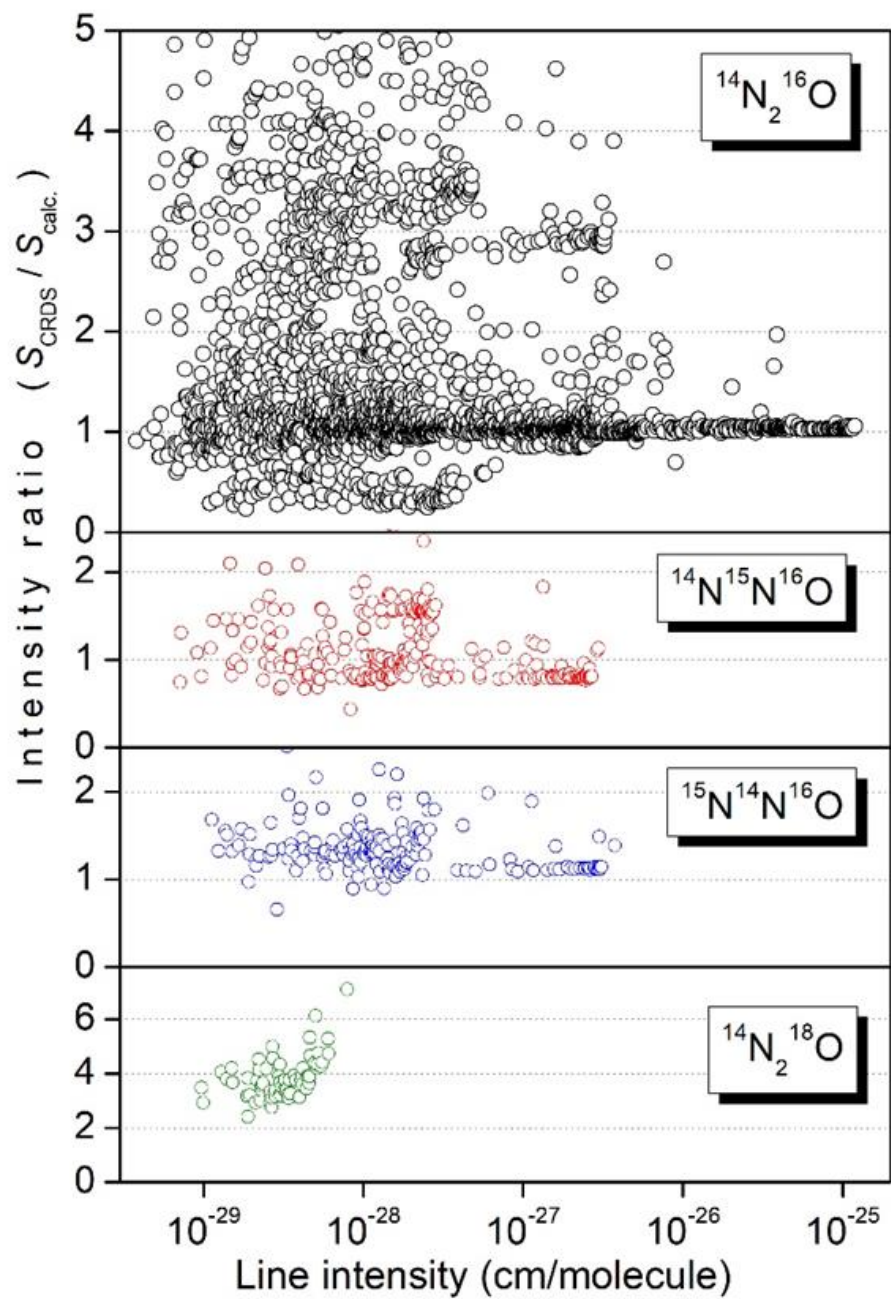 5
¹⁴N₂¹⁶O
4
3
2
1
0
Intensity ratio (S_CRDS / S_calc.)
¹⁴N¹⁵N¹⁶O
2
1
0
¹⁵N¹⁴N¹⁶O
2
1
0
¹⁴N₂¹⁸O
6
4
2
0
10⁻²⁹ 10⁻²⁸ 10⁻²⁷ 10⁻²⁶ 10⁻²⁵
Line intensity (cm/molecule)